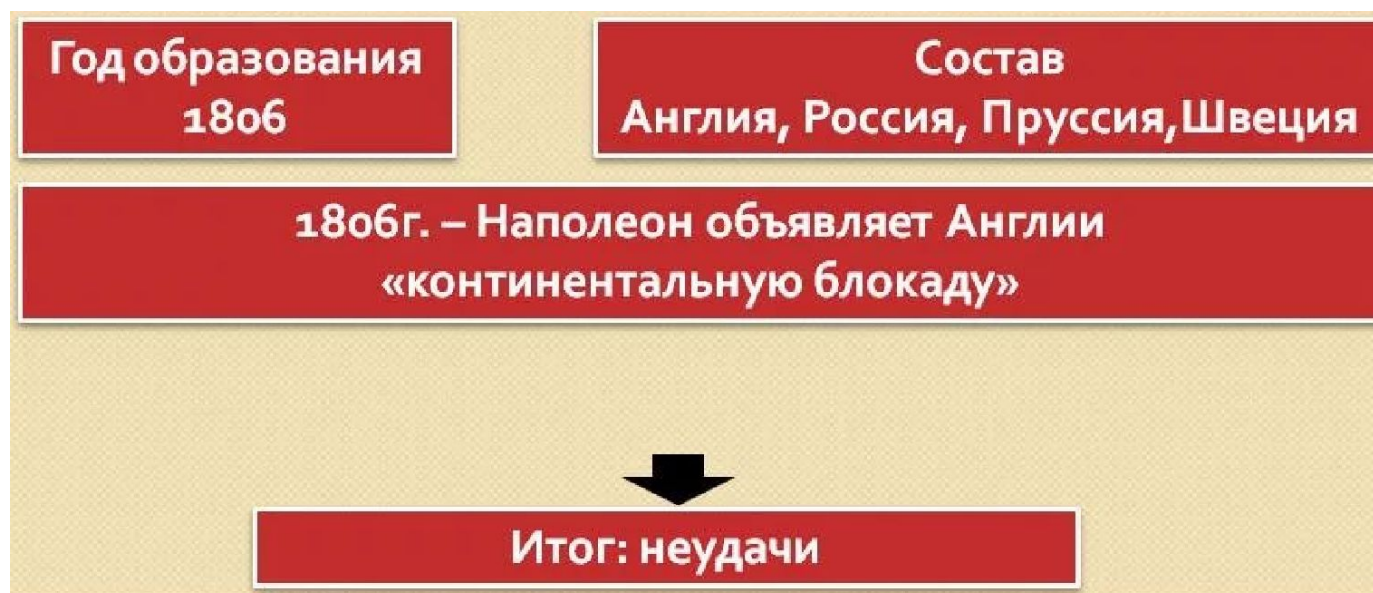 Год образования
1806
Состав
Англия, Россия, Пруссия,Швеция
1806г. – Наполеон объявляет Англии
«континентальную блокаду»
Итог: неудачи